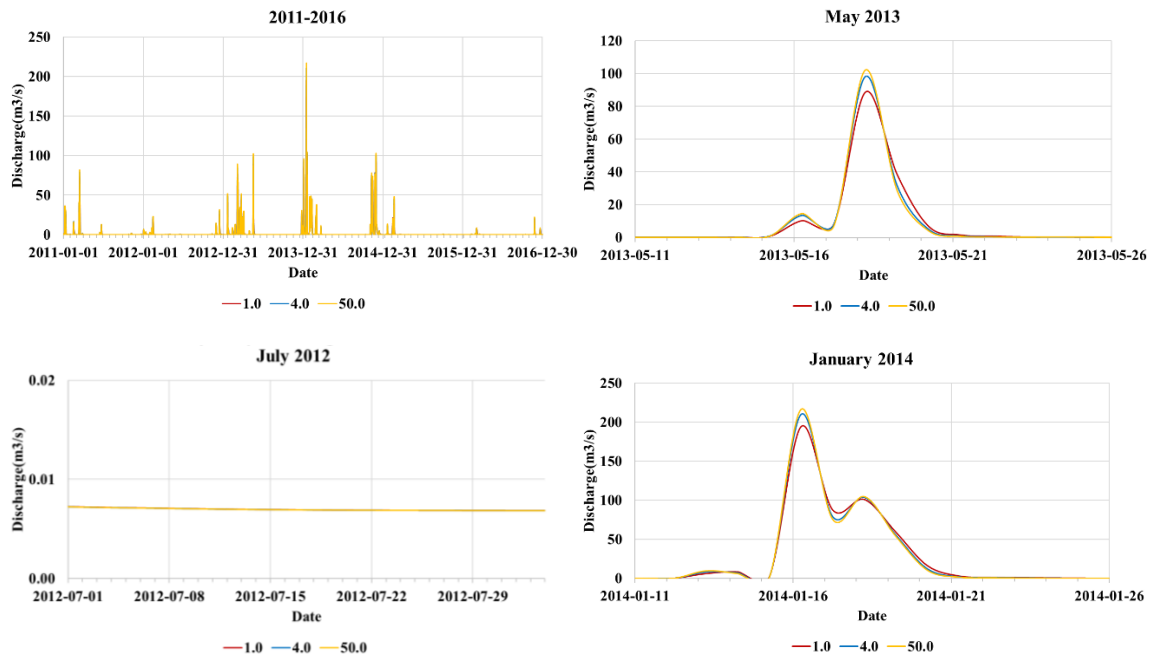 2011-2016
250
200
150
100
50
0
Discharge(m3/s)
2011-01-01 2012-01-01 2012-12-31 2013-12-31 2014-12-31 2015-12-31 2016-12-30
Date
1.0 4.0 50.0
May 2013
120
100
80
60
40
20
0
Discharge(m3/s)
2013-05-11 2013-05-16 2013-05-21 2013-05-26
Date
1.0 4.0 50.0
July 2012
0.02
0.01
0.00
Discharge(m3/s)
2012-07-01 2012-07-08 2012-07-15 2012-07-22 2012-07-29
Date
1.0 4.0 50.0
January 2014
250
200
150
100
50
0
Discharge(m3/s)
2014-01-11 2014-01-16 2014-01-21 2014-01-26
Date
1.0 4.0 50.0